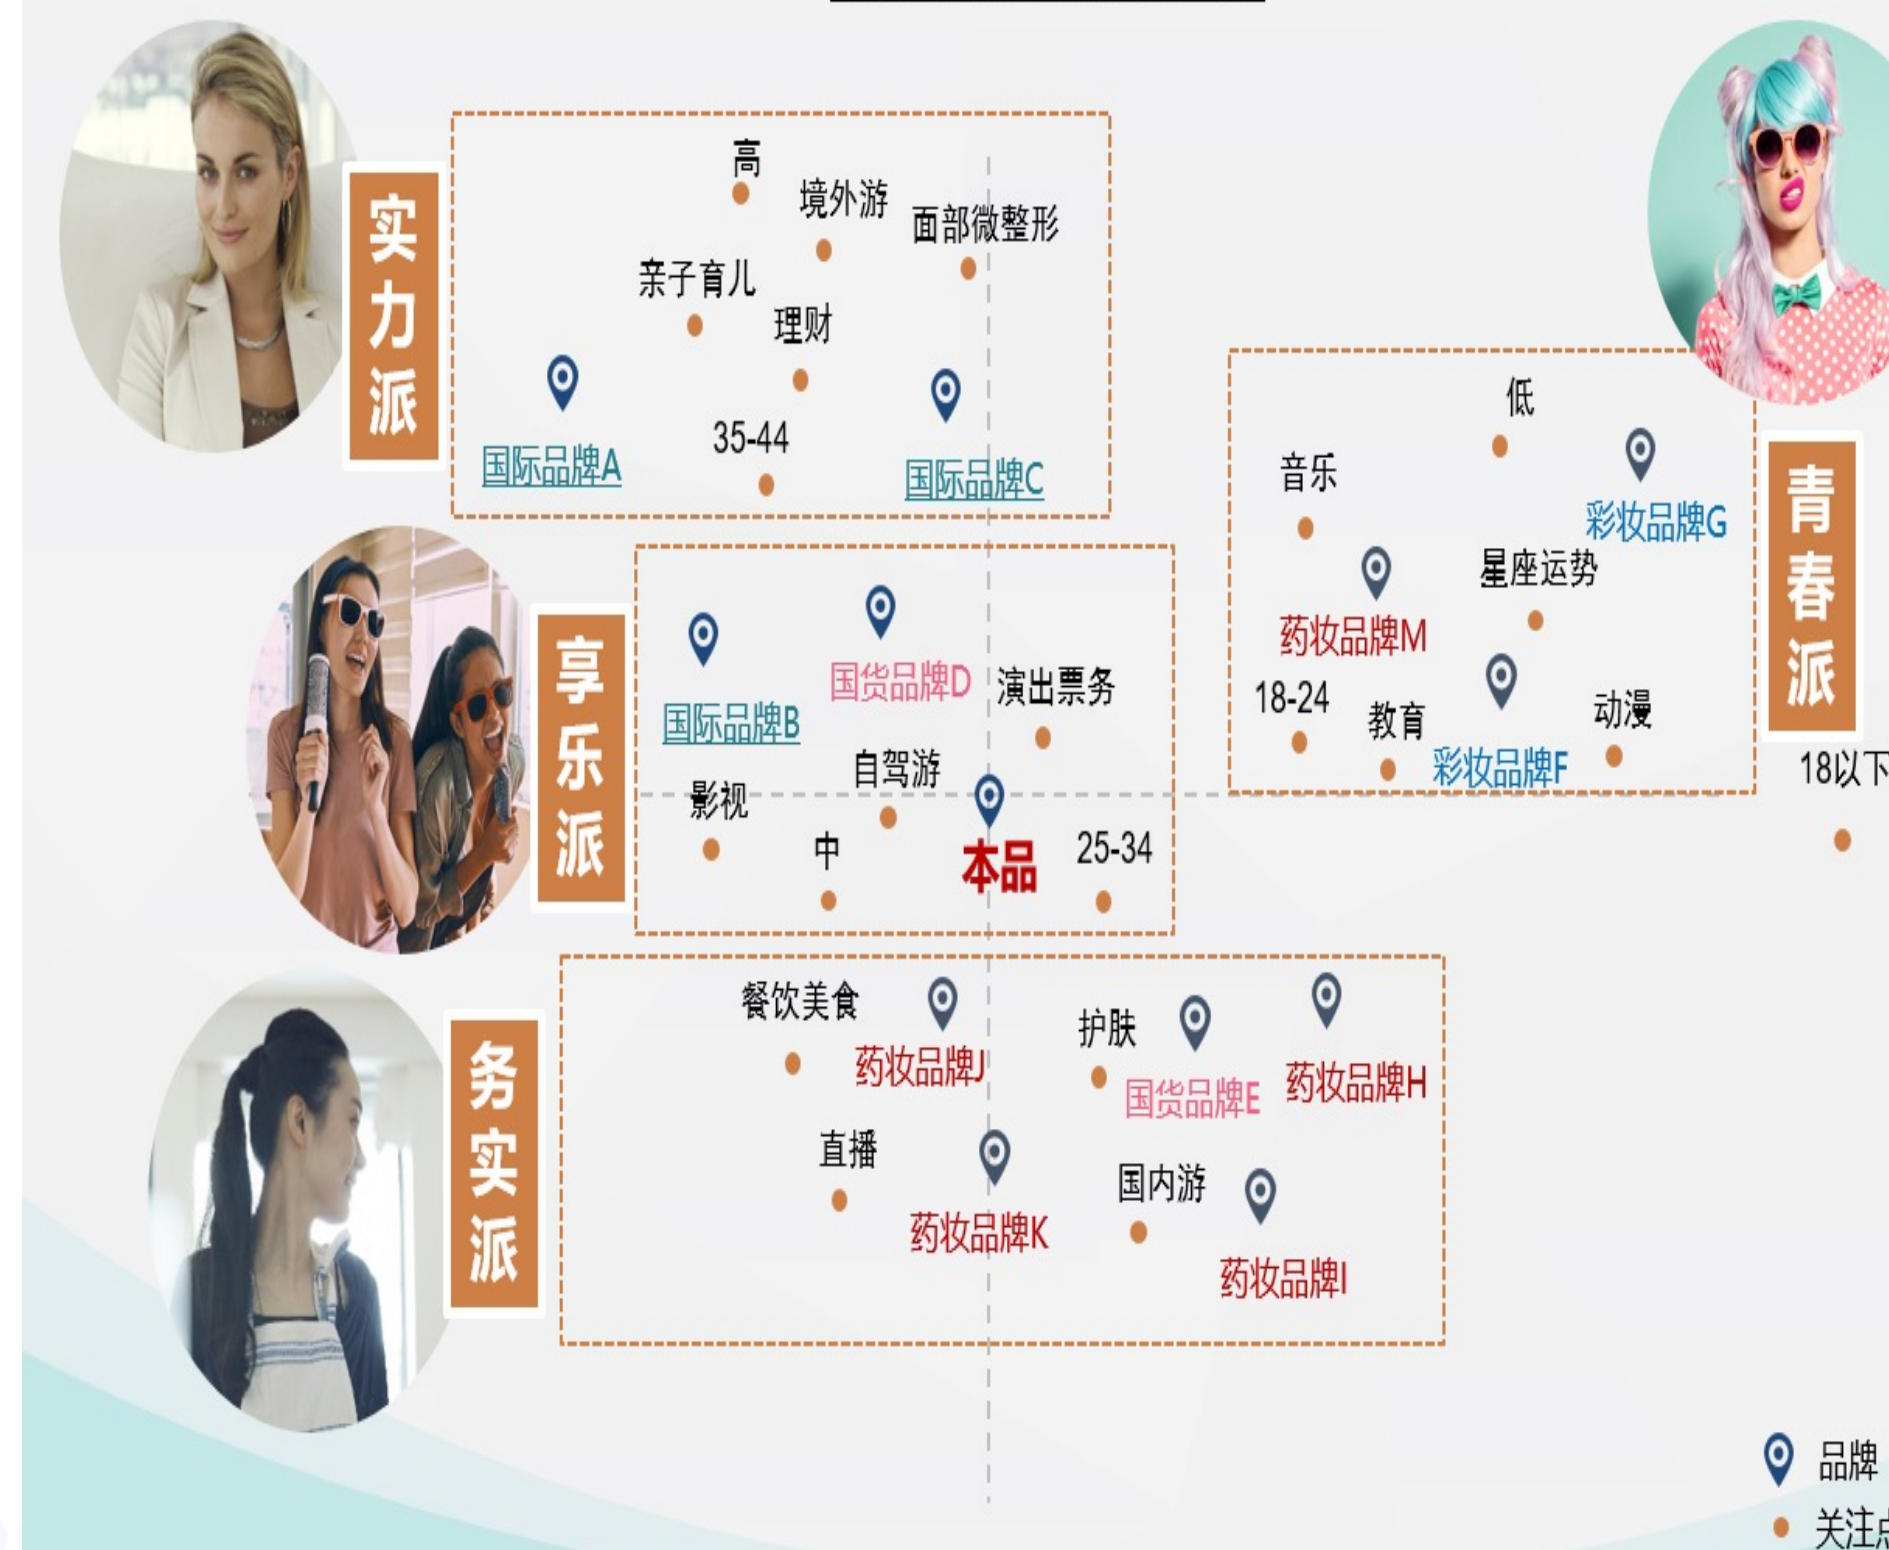 实力派
高
境外游
面部微整形
亲子育儿
理财
35-44
国际品牌A
国际品牌C
低
音乐
彩妆品牌G
星座运势
药妆品牌M
18-24
教育
动漫
彩妆品牌F
青春派
18以下
享乐派
国货品牌D
演出票务
国际品牌B
自驾游
影视
中
本品
25-34
务实派
餐饮美食
药妆品牌J
护肤
国货品牌E
药妆品牌H
直播
国内游
药妆品牌K
药妆品牌I
品牌
关注点